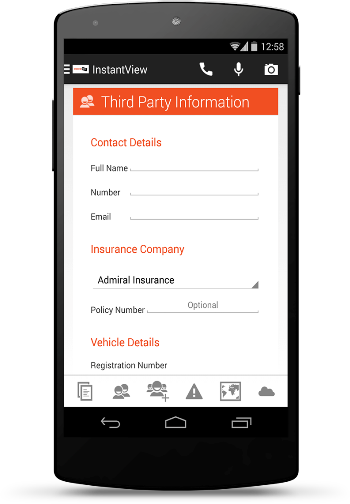 12:58
InstantView
Third Party Information
Contact Details
Full Name
Number
Email
Insurance Company
Admiral Insurance
Policy Number Optional
Vehicle Details
Registration Number